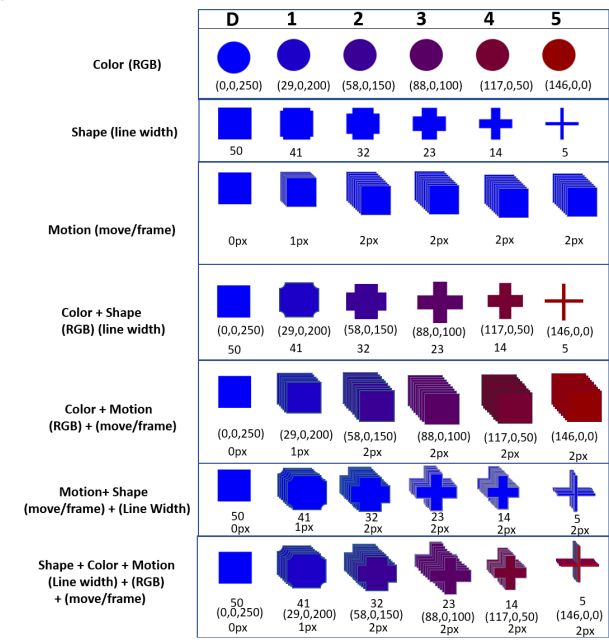 D 1 2 3 4 5
Color (RGB)
(0,0,250) (29,0,200) (58,0,150) (88,0,100) (117,0,50) (146,0,0)
Shape (line width)
50 41 32 23 14 5
Motion (move/frame)
0px 1px 2px 2px 2px 2px
Color + Shape
(RGB) (line width)
(0,0,250) (29,0,200) (58,0,150) (88,0,100) (117,0,50) (146,0,0)
50 41 32 23 14 5
Color + Motion
(RGB) + (move/frame)
(0,0,250) (29,0,200) (58,0,150) (88,0,100) (117,0,50) (146,0,0)
0px 1px 2px 2px 2px 2px
Motion+ Shape
(move/frame) + (Line Width)
50 41 32 23 14 5
0px 1px 2px 2px 2px 2px
Shape + Color + Motion
(Line width) + (RGB)
+ (move/frame)
50 41 32 23 14 5
(0,0,250) (29,0,200) (58,0,150) (88,0,100) (117,0,50) (146,0,0)
0px 1px 2px 2px 2px 2px